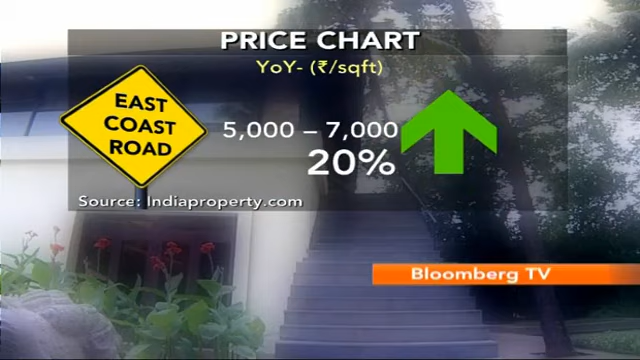 PRICE CHART
YoY- (₹/sqft)
EAST
COAST
ROAD
5,000 – 7,000
20%
Source: Indiaproperty.com
Bloomberg TV